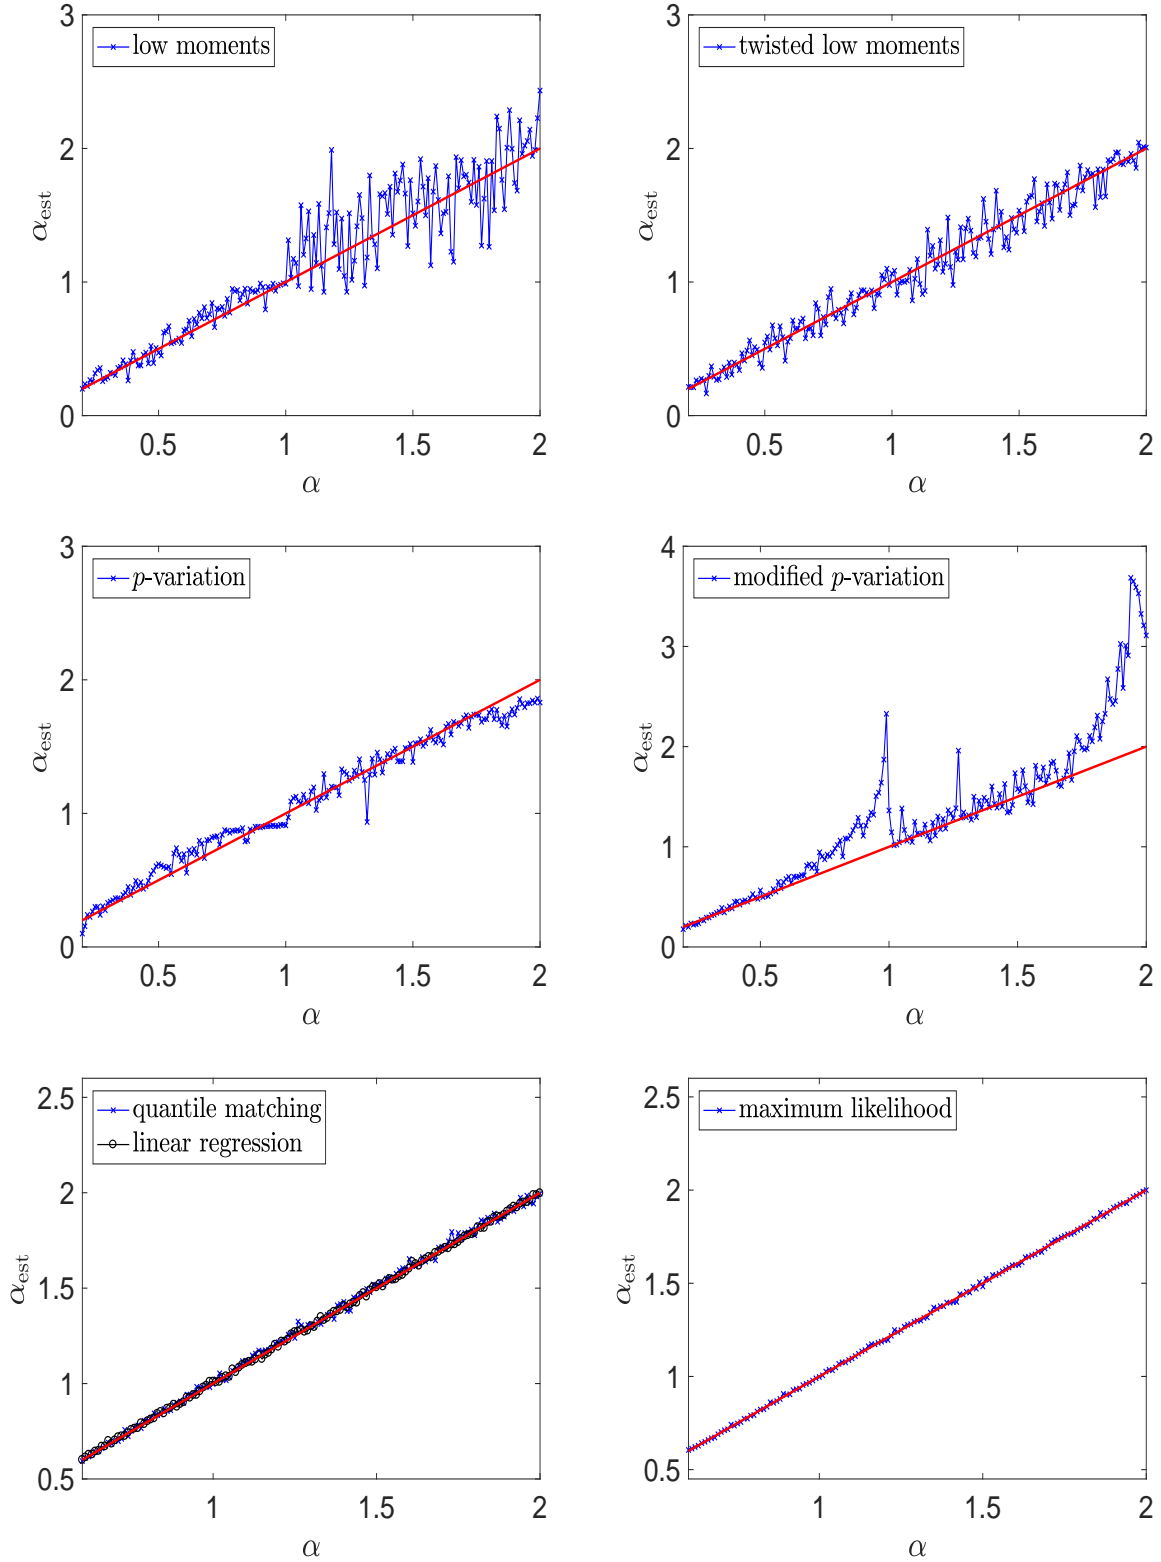 3
2
1
0
α_est
low moments
0.5 1 1.5 2
α
3
2
1
0
α_est
twisted low moments
0.5 1 1.5 2
α
3
2
1
0
α_est
p-variation
0.5 1 1.5 2
α
4
3
2
1
0
α_est
modified p-variation
0.5 1 1.5 2
α
2.5
2
1.5
1
0.5
α_est
quantile matching
linear regression
1 1.5 2
α
2.5
2
1.5
1
0.5
α_est
maximum likelihood
1 1.5 2
α